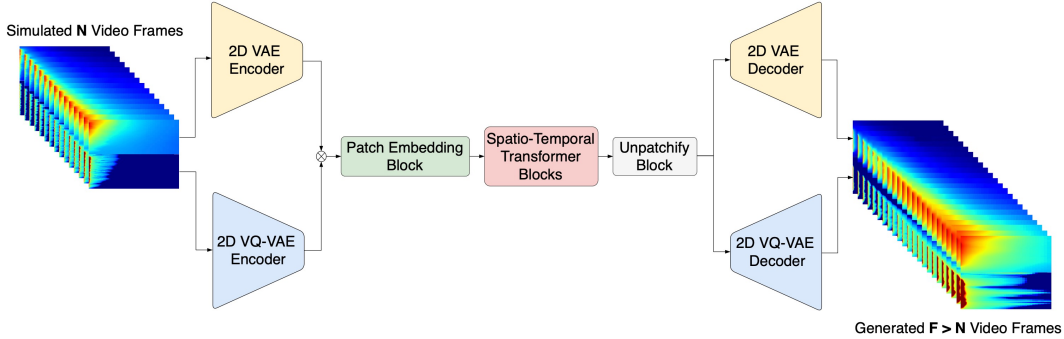 Simulated N Video Frames
2D VAE
Encoder
2D VQ-VAE
Encoder
Patch Embedding
Block
Spatio-Temporal
Transformer
Blocks
Unpatchify
Block
2D VAE
Decoder
2D VQ-VAE
Decoder
Generated F > N Video Frames